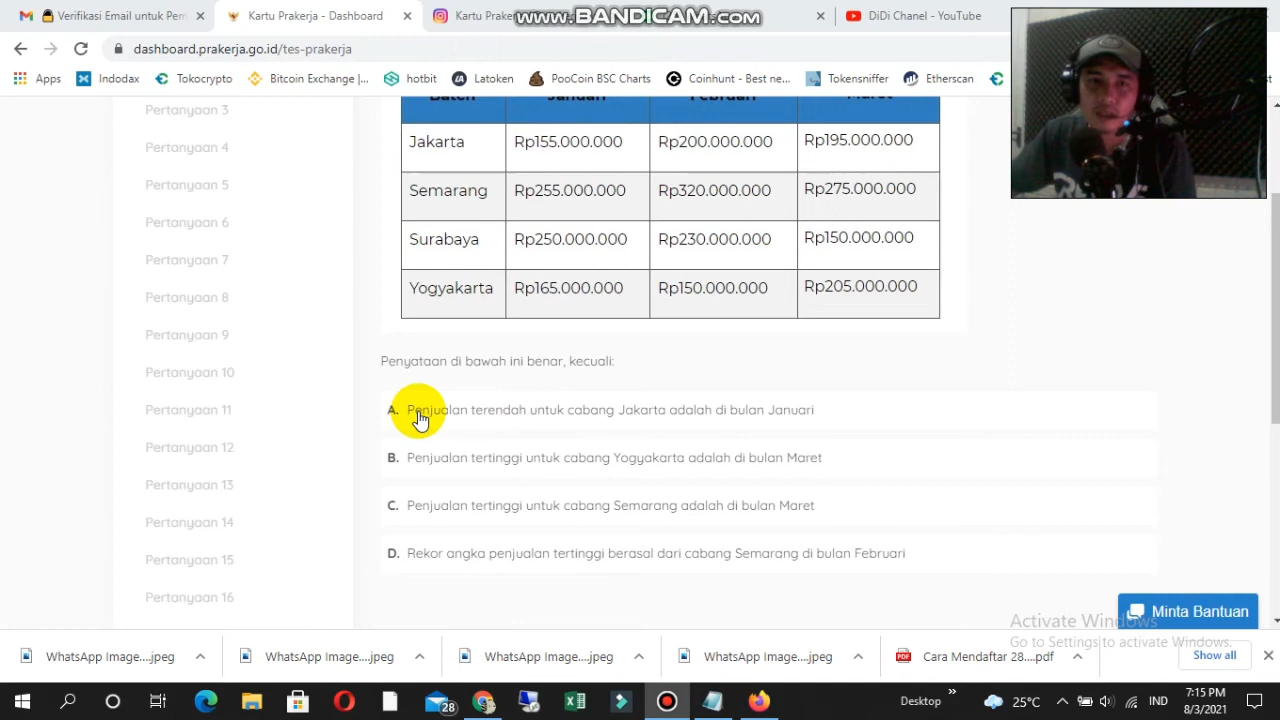 Verifikasi Email untuk Pem
Kartu Prakerja - Dashboard
Kartu Prakerja
www.BANDICAM.com
DiDi Chanel - YouTube
dashboard.prakerja.go.id/tes-prakerja
Apps
Indodax
Tokocrypto
Bitcoin Exchange |...
hotbit
Latoken
PooCoin BSC Charts
CoinHunt - Best ne...
Tokensniffer
Etherscan
Pertanyaan 3
Pertanyaan 4
Pertanyaan 5
Pertanyaan 6
Pertanyaan 7
Pertanyaan 8
Pertanyaan 9
Pertanyaan 10
Pertanyaan 11
Pertanyaan 12
Pertanyaan 13
Pertanyaan 14
Pertanyaan 15
Pertanyaan 16
Januari Februari Maret
Jakarta Rp155.000.000 Rp200.000.000 Rp195.000.000
Semarang Rp255.000.000 Rp320.000.000 Rp275.000.000
Surabaya Rp250.000.000 Rp230.000.000 Rp150.000.000
Yogyakarta Rp165.000.000 Rp150.000.000 Rp205.000.000
Penyataan di bawah ini benar, kecuali:
A. Penjualan terendah untuk cabang Jakarta adalah di bulan Januari
B. Penjualan tertinggi untuk cabang Yogyakarta adalah di bulan Maret
C. Penjualan tertinggi untuk cabang Semarang adalah di bulan Maret
D. Rekor angka penjualan tertinggi berasal dari cabang Semarang di bulan Februari
Minta Bantuan
Activate Windows
Go to Settings to activate Windows.
WhatsApp Image....jpeg
WhatsApp Image....jpeg
WhatsApp Image....jpeg
WhatsApp Image....jpeg
Cara Mendaftar 28....pdf
Show all
28
Desktop
25°C
IND
7:15 PM
8/3/2021